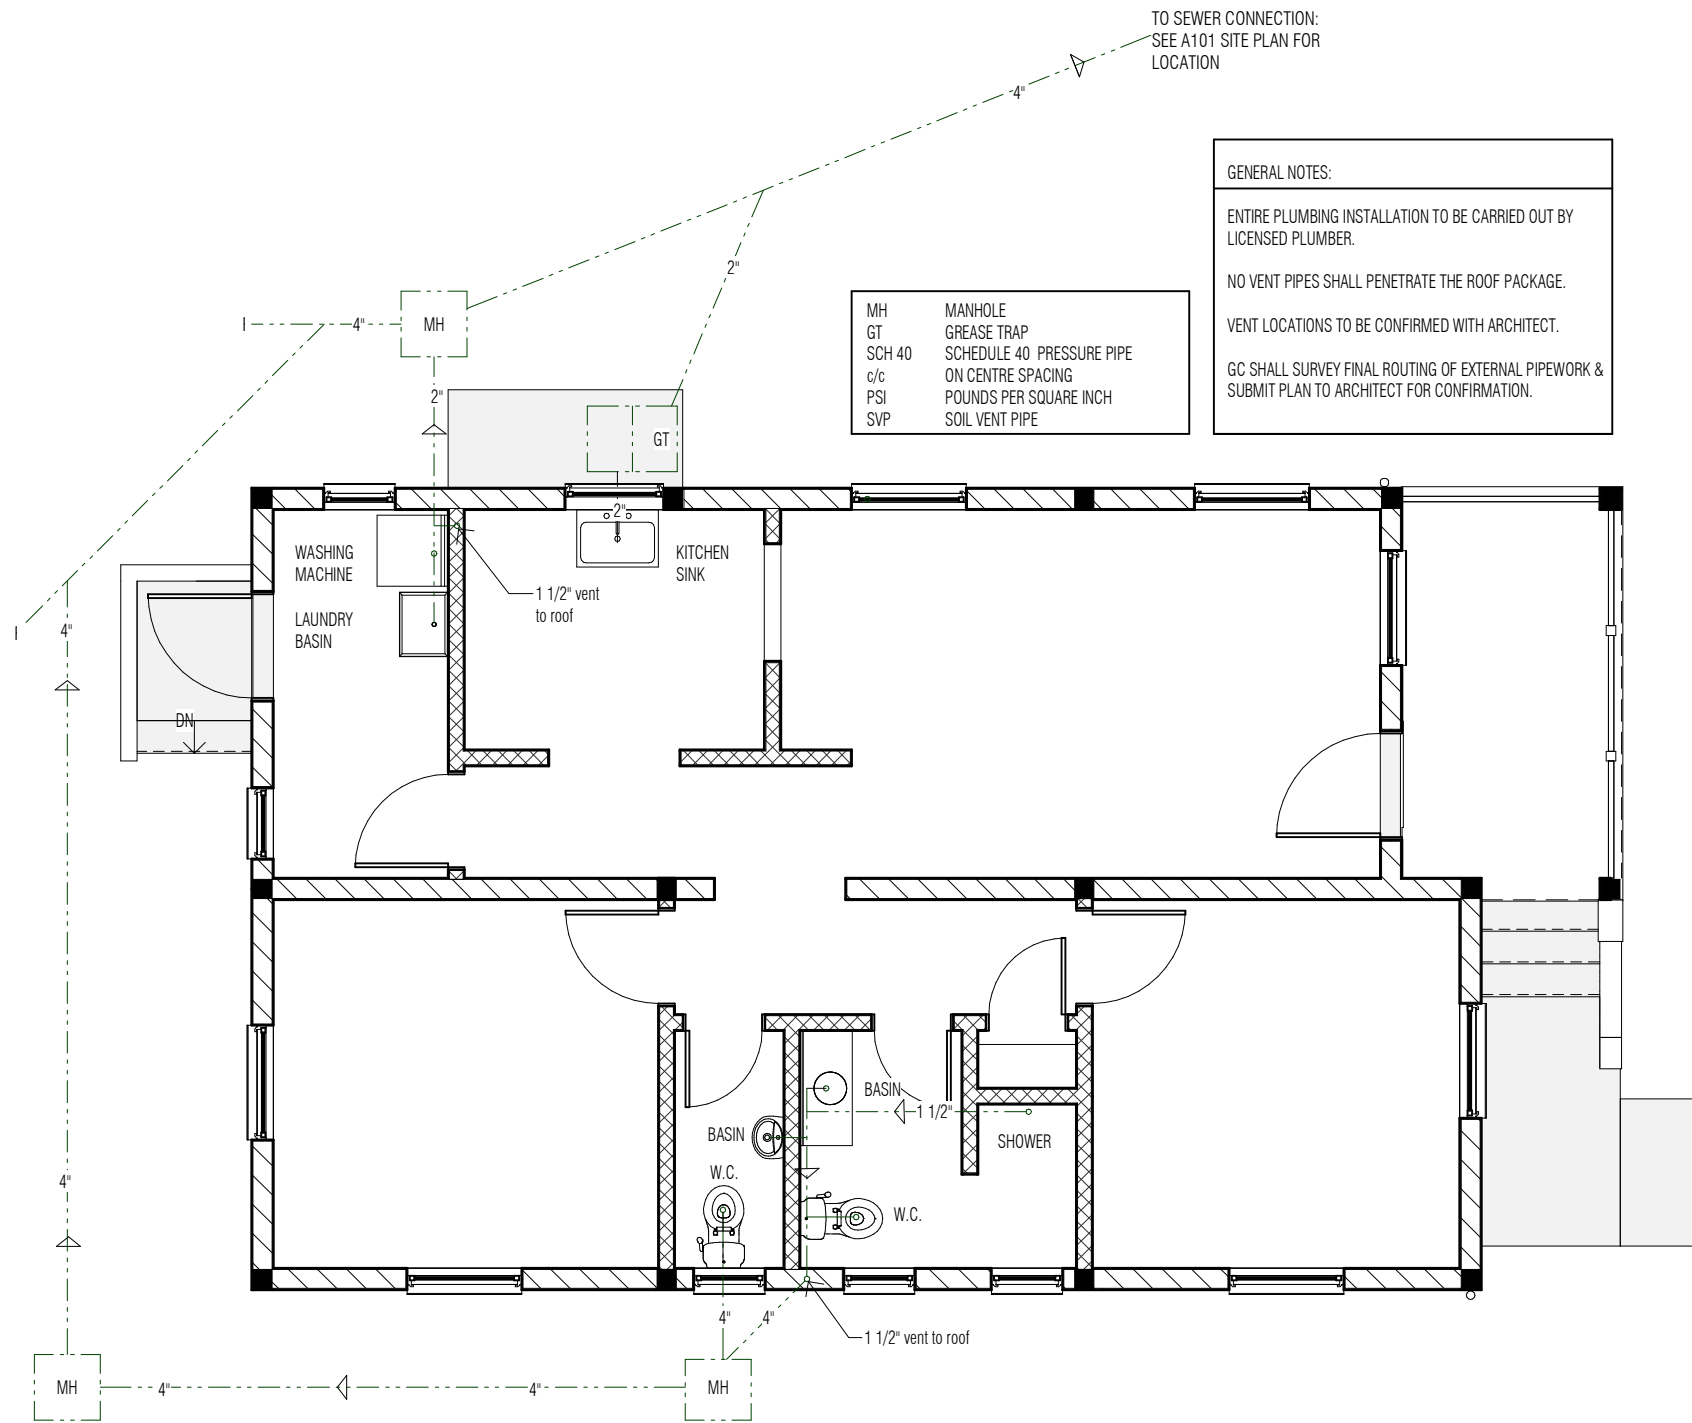 TO SEWER CONNECTION:
SEE A101 SITE PLAN FOR
LOCATION
4"
GENERAL NOTES:
ENTIRE PLUMBING INSTALLATION TO BE CARRIED OUT BY
LICENSED PLUMBER.
NO VENT PIPES SHALL PENETRATE THE ROOF PACKAGE.
VENT LOCATIONS TO BE CONFIRMED WITH ARCHITECT.
GC SHALL SURVEY FINAL ROUTING OF EXTERNAL PIPEWORK &
SUBMIT PLAN TO ARCHITECT FOR CONFIRMATION.
2"
MH MANHOLE
GT GREASE TRAP
SCH 40 SCHEDULE 40 PRESSURE PIPE
c/c ON CENTRE SPACING
PSI POUNDS PER SQUARE INCH
SVP SOIL VENT PIPE
4"
MH
2"
GT
2"
WASHING
MACHINE
KITCHEN
SINK
1 1/2" vent
to roof
LAUNDRY
BASIN
4"
DN
BASIN
1 1/2"
BASIN
SHOWER
W.C.
4"
W.C.
4"
4"
1 1/2" vent to roof
MH
4"
4"
MH